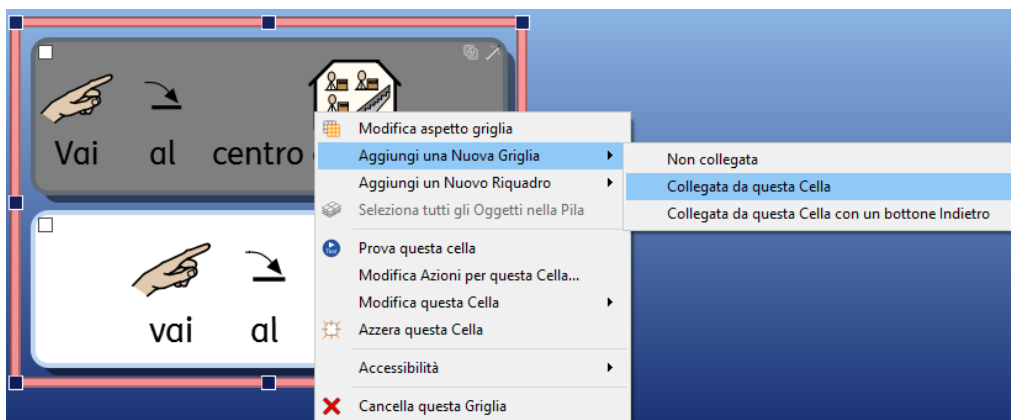 Vai al centro
vai al
Modifica aspetto griglia
Aggiungi una Nuova Griglia
Aggiungi un Nuovo Riquadro
Seleziona tutti gli Oggetti nella Pila
Prova questa cella
Modifica Azioni per questa Cella...
Modifica questa Cella
Azzera questa Cella
Accessibilità
Cancella questa Griglia
Non collegata
Collegata da questa Cella
Collegata da questa Cella con un bottone Indietro